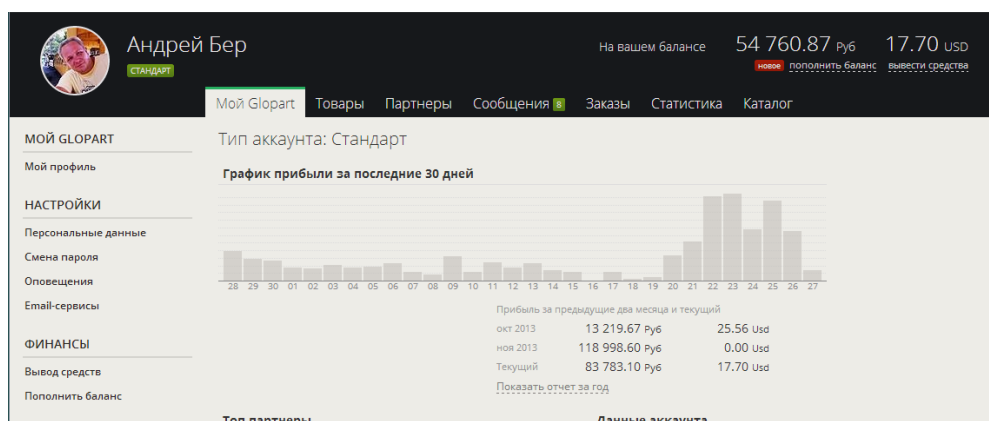 Андрей Бер
СТАНДАРТ
На вашем балансе 54 760.87 Руб 17.70 USD
новое пополнить баланс вывести средства
Мой Glopart Товары Партнеры Сообщения 8 Заказы Статистика Каталог
МОЙ GLOPART
Мой профиль
НАСТРОЙКИ
Персональные данные
Смена пароля
Оповещения
Email-сервисы
ФИНАНСЫ
Вывод средств
Пополнить баланс
Тип аккаунта: Стандарт
График прибыли за последние 30 дней
28 29 30 01 02 03 04 05 06 07 08 09 10 11 12 13 14 15 16 17 18 19 20 21 22 23 24 25 26 27
Прибыль за предыдущие два месяца и текущий
окт 2013 13 219.67 Руб 25.56 Usd
ноя 2013 118 998.60 Руб 0.00 Usd
Текущий 83 783.10 Руб 17.70 Usd
Показать отчет за год
Топ партнеры Данные аккаунта